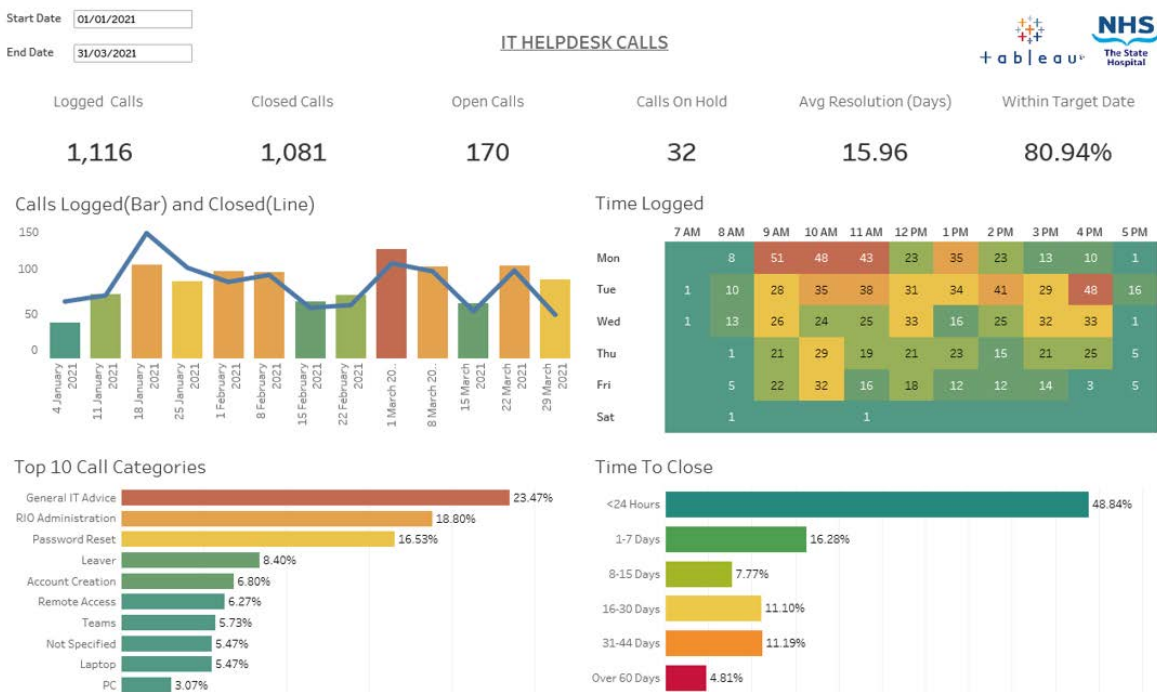 Start Date 01/01/2021
End Date 31/03/2021
IT HELPDESK CALLS
+ a b | e a u
NHS
The State
Hospital
Logged Calls Closed Calls Open Calls Calls On Hold Avg Resolution (Days) Within Target Date
1,116 1,081 170 32 15.96 80.94%
Calls Logged(Bar) and Closed(Line)
150
100
50
0
4 January 2021
11 January 2021
18 January 2021
25 January 2021
1 February 2021
8 February 2021
15 February 2021
22 February 2021
1 March 20..
8 March 20..
15 March 2021
22 March 2021
29 March 2021
Time Logged
7 AM 8 AM 9 AM 10 AM 11 AM 12 PM 1 PM 2 PM 3 PM 4 PM 5 PM
Mon 8 51 48 43 23 35 23 13 10 1
Tue 1 10 28 35 38 31 34 41 29 48 16
Wed 1 13 26 24 25 33 16 25 32 33 1
Thu 1 21 29 19 21 23 15 21 25 5
Fri 5 22 32 16 18 12 12 14 3 5
Sat 1 1
Top 10 Call Categories
General IT Advice 23.47%
RIO Administration 18.80%
Password Reset 16.53%
Leaver 8.40%
Account Creation 6.80%
Remote Access 6.27%
Teams 5.73%
Not Specified 5.47%
Laptop 5.47%
PC 3.07%
Time To Close
<24 Hours 48.84%
1-7 Days 16.28%
8-15 Days 7.77%
16-30 Days 11.10%
31-44 Days 11.19%
Over 60 Days 4.81%